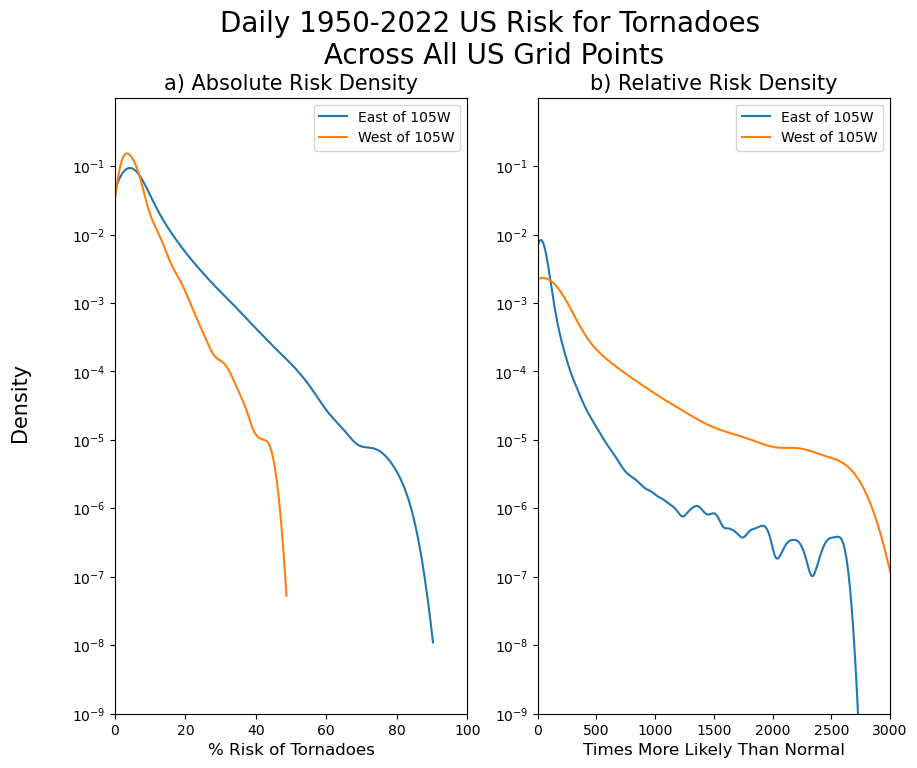 Daily 1950-2022 US Risk for Tornadoes
Across All US Grid Points
a) Absolute Risk Density
East of 105W
West of 105W
10⁻¹
10⁻²
10⁻³
10⁻⁴
10⁻⁵
10⁻⁶
10⁻⁷
10⁻⁸
10⁻⁹
0 20 40 60 80 100
% Risk of Tornadoes
Density
b) Relative Risk Density
East of 105W
West of 105W
10⁻¹
10⁻²
10⁻³
10⁻⁴
10⁻⁵
10⁻⁶
10⁻⁷
10⁻⁸
10⁻⁹
0 500 1000 1500 2000 2500 3000
Times More Likely Than Normal